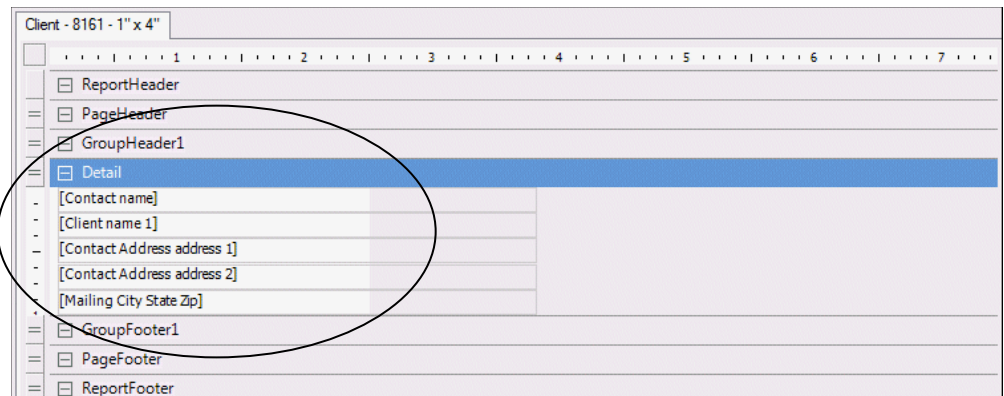 Client - 8161 - 1" x 4"
1 2 3 4 5 6 7
ReportHeader
PageHeader
GroupHeader1
Detail
[Contact name]
[Client name 1]
[Contact Address address 1]
[Contact Address address 2]
[Mailing City State Zip]
GroupFooter1
PageFooter
ReportFooter